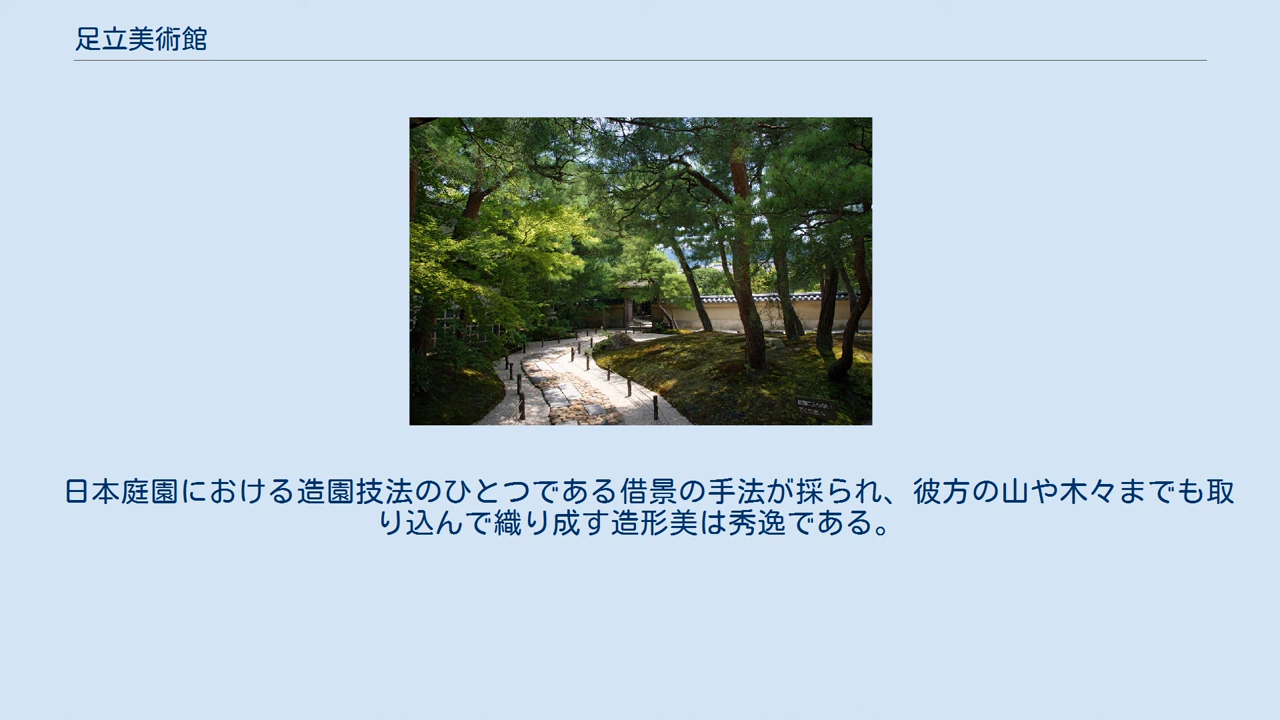 足立美術館
日本庭園における造園技法のひとつである借景の手法が採られ、彼方の山や木々までも取
り込んで織り成す造形美は秀逸である。